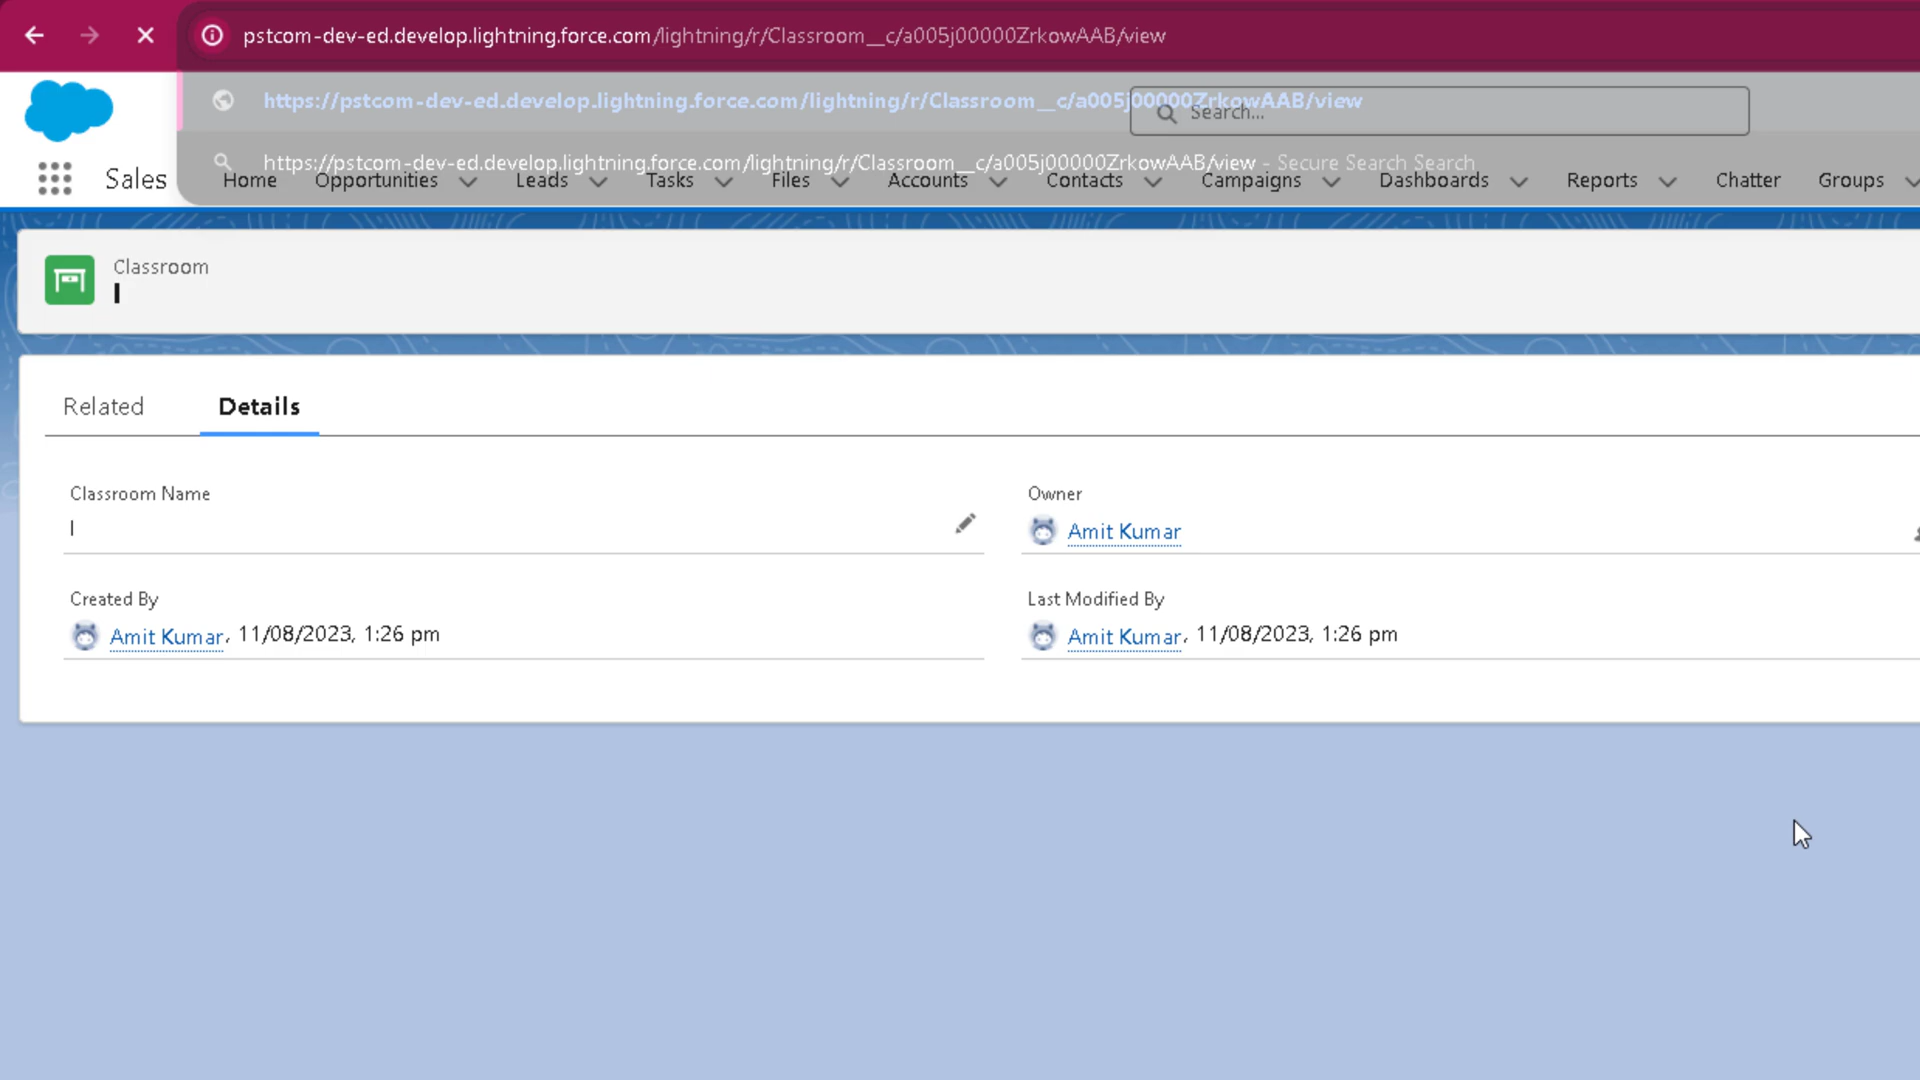 pstcom-dev-ed.develop.lightning.force.com/lightning/r/Classroom__c/a005j00000ZrkowAAB/view
https://pstcom-dev-ed.develop.lightning.force.com/lightning/r/Classroom__c/a005j00000ZrkowAAB/view
Search...
https://pstcom-dev-ed.develop.lightning.force.com/lightning/r/Classroom__c/a005j00000ZrkowAAB/view - Secure Search Search
Sales Home Opportunities Leads Tasks Files Accounts Contacts Campaigns Dashboards Reports Chatter Groups
Classroom
I
Related Details
Classroom Name Owner
I Amit Kumar
Created By Last Modified By
Amit Kumar, 11/08/2023, 1:26 pm Amit Kumar, 11/08/2023, 1:26 pm